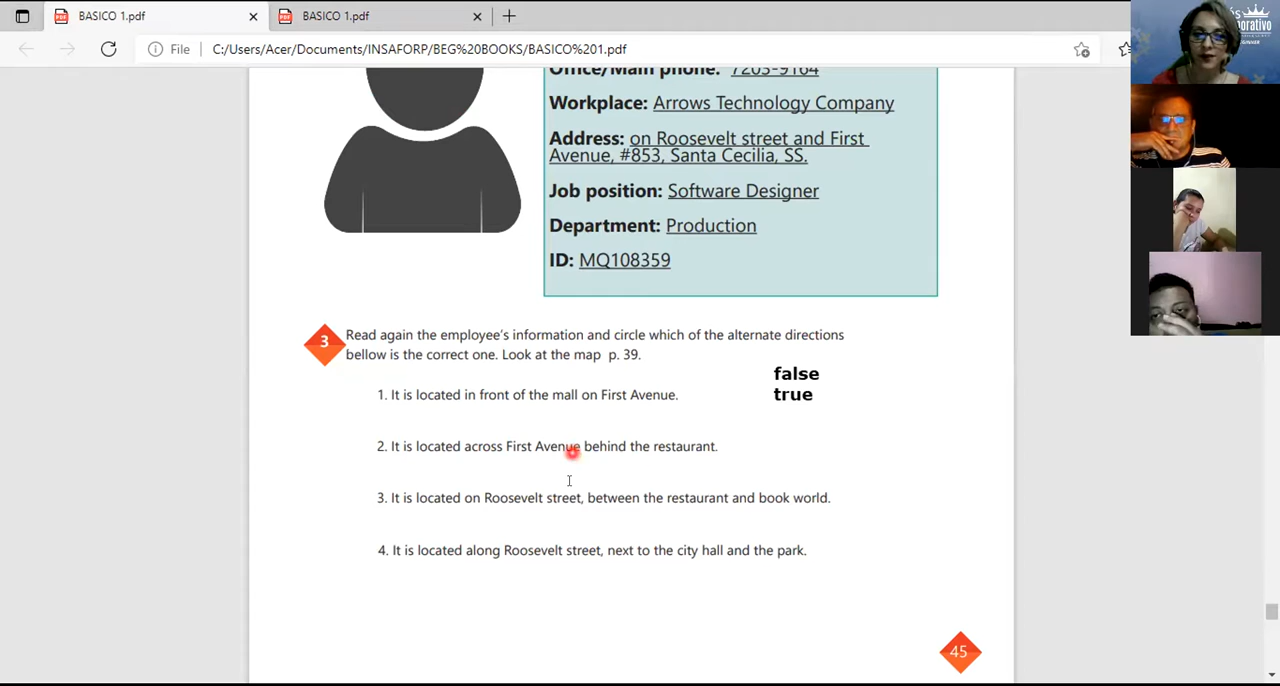 BASICO 1.pdf
BASICO 1.pdf
File C:/Users/Acer/Documents/INSAFORP/BEG%20BOOKS/BASICO%201.pdf
Office/Main phone: 7203-9164
Workplace: Arrows Technology Company
Address: on Roosevelt street and First
Avenue, #853, Santa Cecilia, SS.
Job position: Software Designer
Department: Production
ID: MQ108359
3
Read again the employee's information and circle which of the alternate directions
bellow is the correct one. Look at the map p. 39.
false
true
1. It is located in front of the mall on First Avenue.
2. It is located across First Avenue behind the restaurant.
3. It is located on Roosevelt street, between the restaurant and book world.
4. It is located along Roosevelt street, next to the city hall and the park.
45